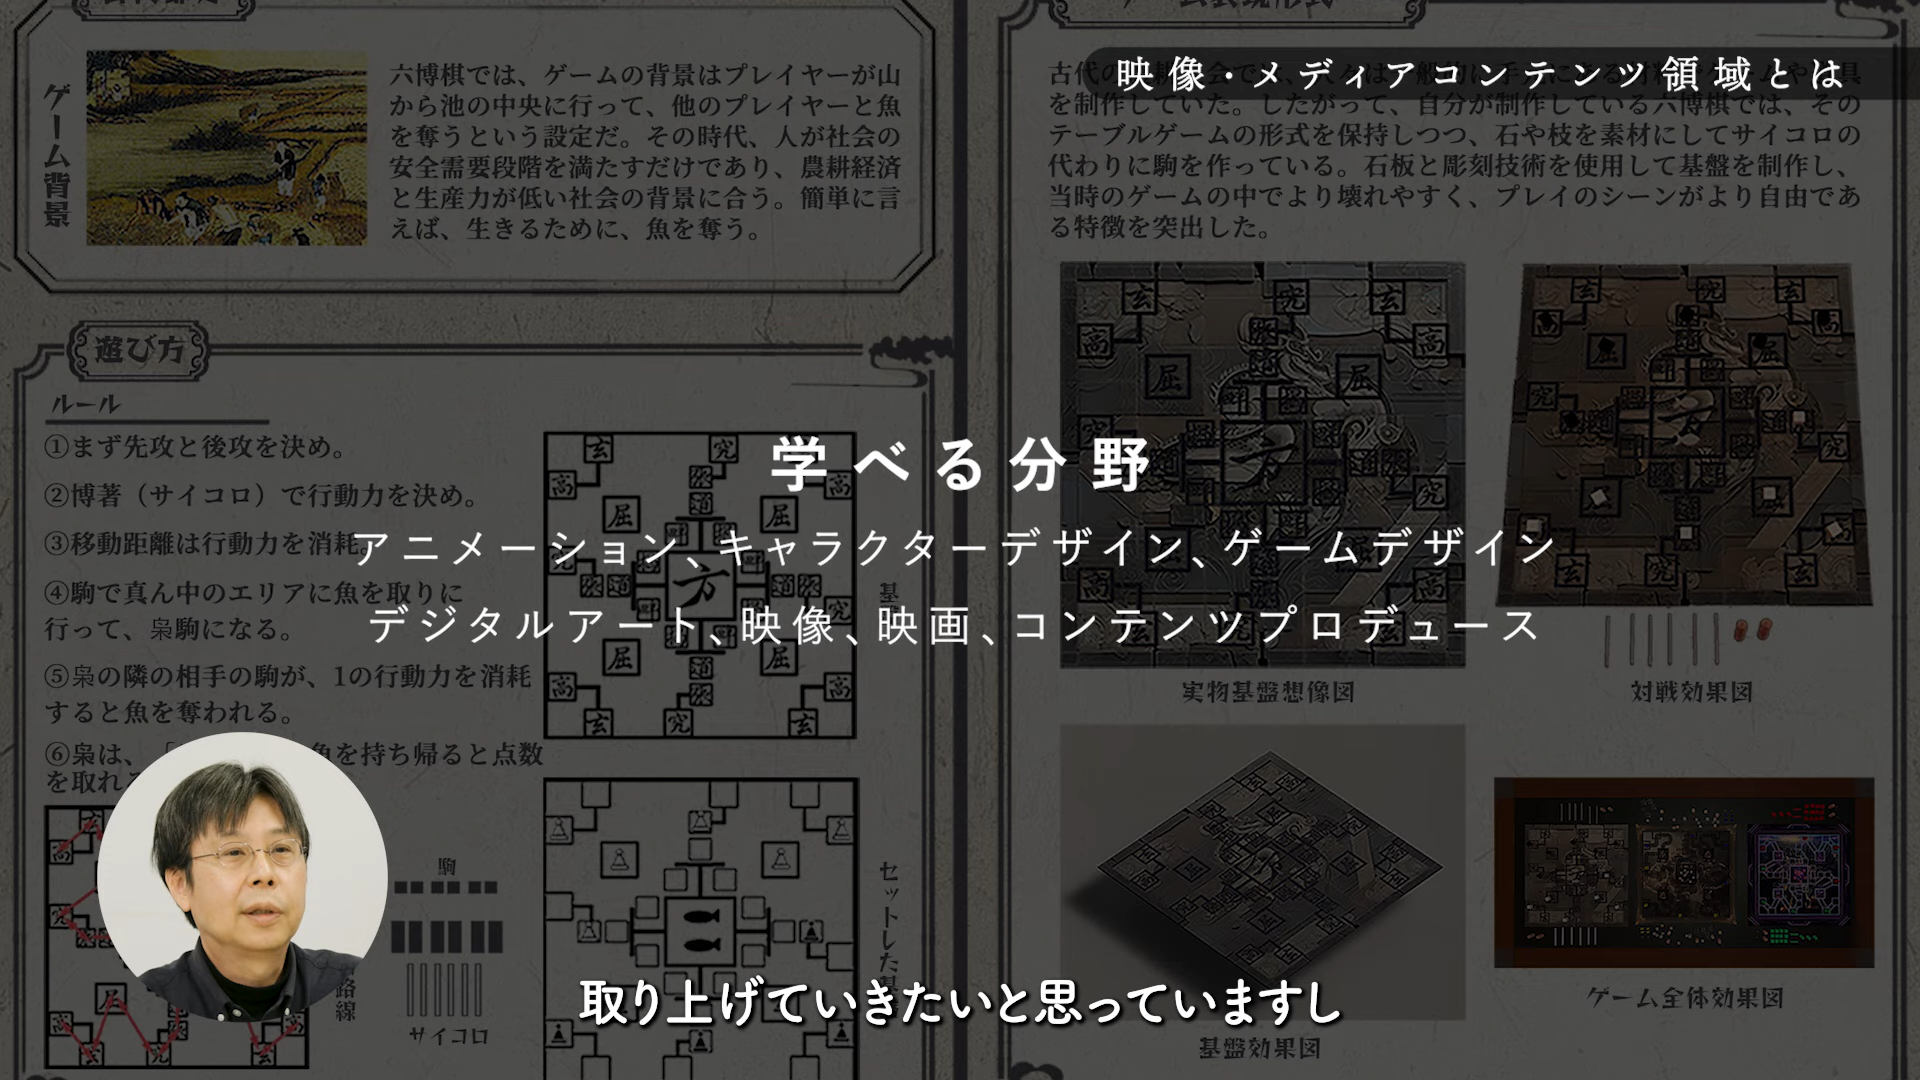 映像・メディアコンテンツ領域とは
ゲーム背景
六博棋では、ゲームの背景はプレイヤーが山
から池の中央に行って、他のプレイヤーと魚
を奪うという設定だ。その時代、人が社会の
安全需要段階を満たすだけであり、農耕経済
と生産力が低い社会の背景に合う。簡単に言
えば、生きるために、魚を奪う。
を制作していた。したがって、自分が制作している六博棋では、その
テーブルゲームの形式を保持しつつ、石や枝を素材にしてサイコロの
代わりに駒を作っている。石板と彫刻技術を使用して基盤を制作し、
当時のゲームの中でより壊れやすく、プレイのシーンがより自由であ
る特徴を突出した。
遊び方
ルール
①まず先攻と後攻を決め。
②博著（サイコロ）で行動力を決め。
③移動距離は行動力を消耗
④駒で真ん中のエリアに魚を取りに
行って、梟駒になる。
⑤梟の隣の相手の駒が、1の行動力を消耗
すると魚を奪われる。
⑥梟は、「
魚を持ち帰ると点数
を取れ
学べる分野
アニメーション、キャラクターデザイン、ゲームデザイン
デジタルアート、映像、映画、コンテンツプロデュース
実物基盤想像図
対戦効果図
駒
サイコロ
路線
セットした
基盤効果図
ゲーム全体効果図
取り上げていきたいと思っていますし